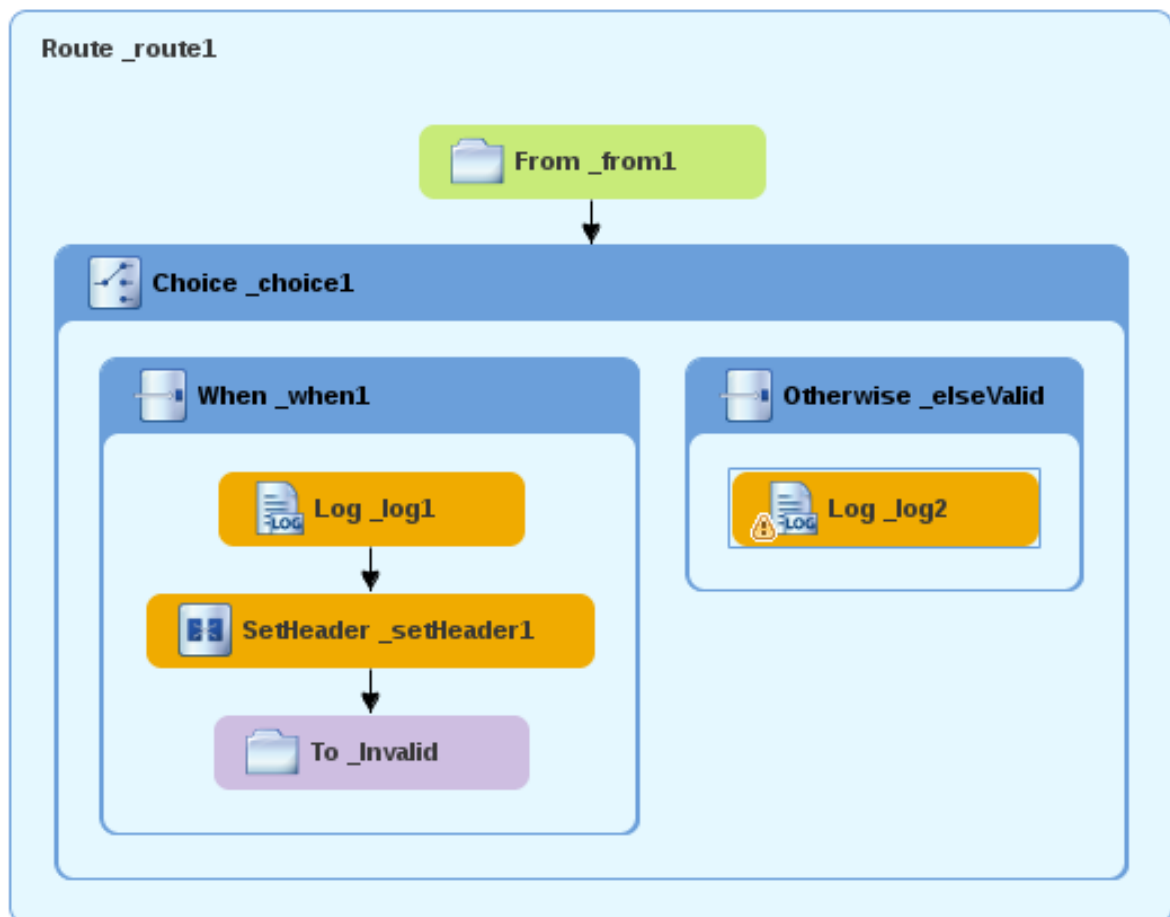 Route _route1
From _from1
Choice _choice1
When _when1
Otherwise _elseValid
LOG Log _log1
LOG Log _log2
SetHeader _setHeader1
To _Invalid